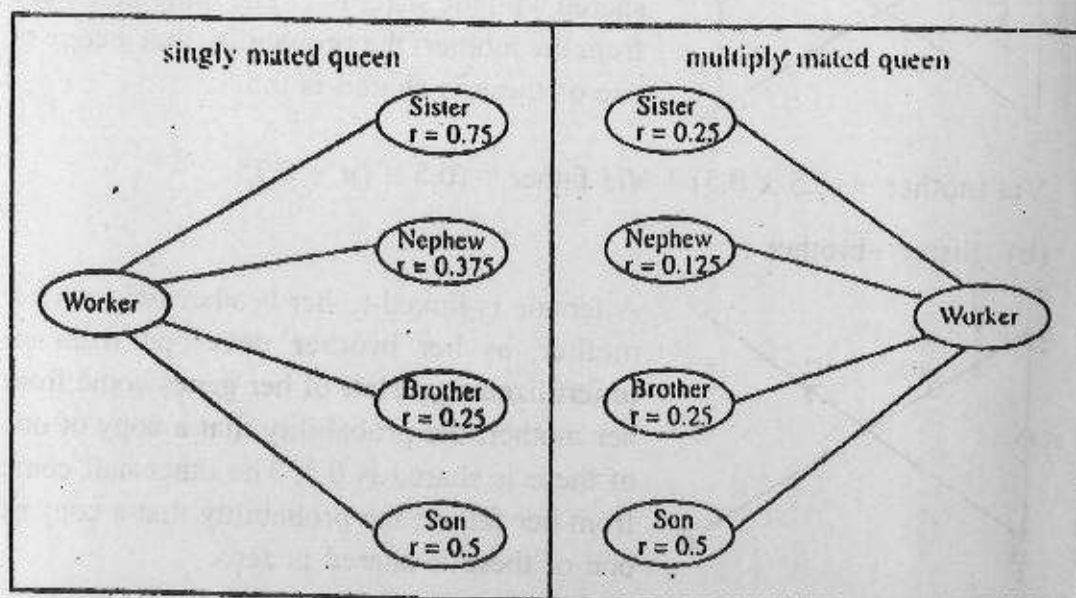 singly mated queen
Sister
r = 0.75
Nephew
r = 0.375
Worker
Brother
r = 0.25
Son
r = 0.5
multiply mated queen
Sister
r = 0.25
Nephew
r = 0.125
Worker
Brother
r = 0.25
Son
r = 0.5